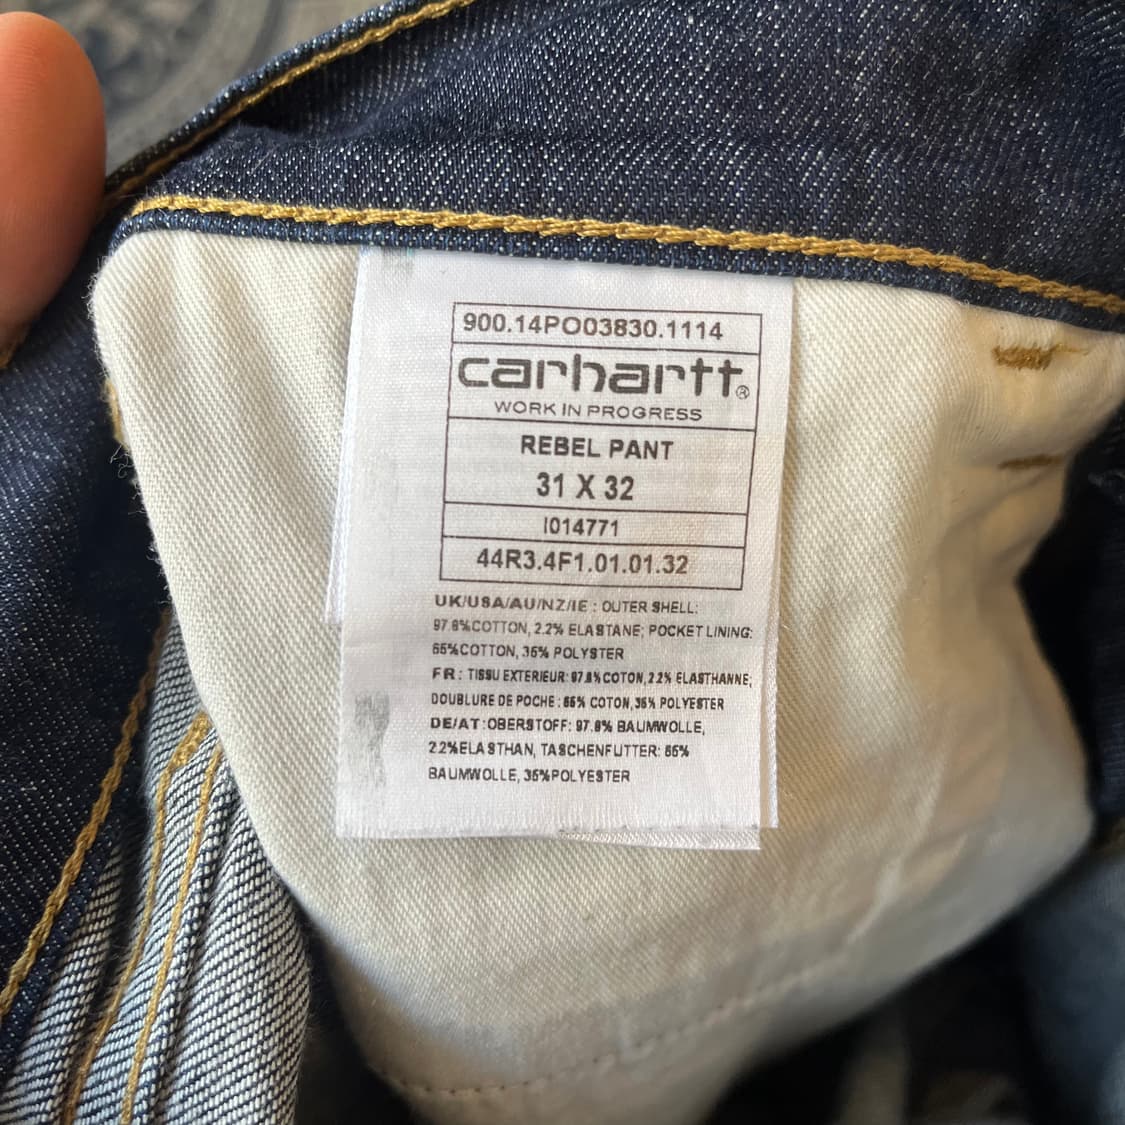 900.14PO03830.1114
carhartt®
WORK IN PROGRESS
REBEL PANT
31 X 32
I014771
44R3.4F1.01.01.32
UK/USA/AU/NZ/IE : OUTER SHELL:
97.8%COTTON, 2.2% ELASTANE; POCKET LINING:
65%COTTON, 35% POLYSTER
FR : TISSU EXTERIEUR: 97.8% COTON, 2.2% ELASTHANNE;
DOUBLURE DE POCHE : 65% COTON, 35% POLYESTER
DE/AT :OBERSTOFF: 97.8% BAUMWOLLE,
2.2%ELASTHAN, TASCHENFUTTER: 65%
BAUMWOLLE, 35%POLYESTER